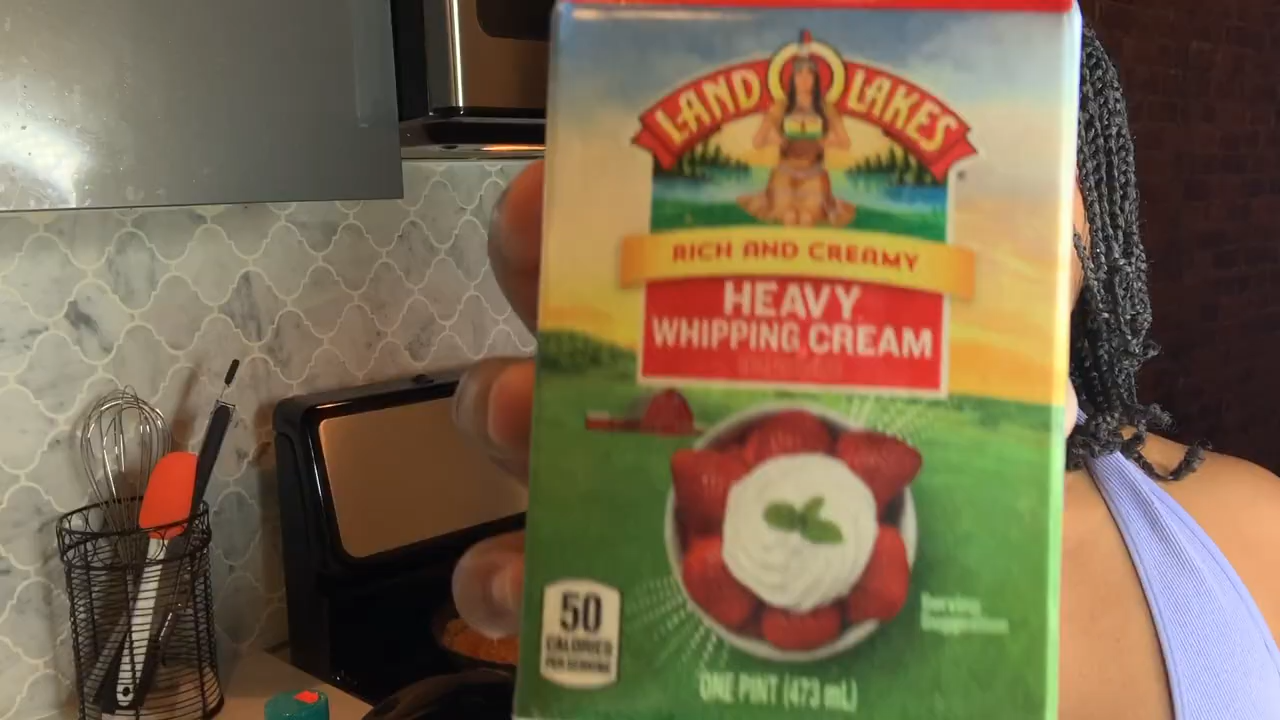 LAND O LAKES
RICH AND CREAMY
HEAVY
WHIPPING CREAM
50
CALORIES
PER SERVING
Serving
Suggestion
ONE PINT (473 mL)